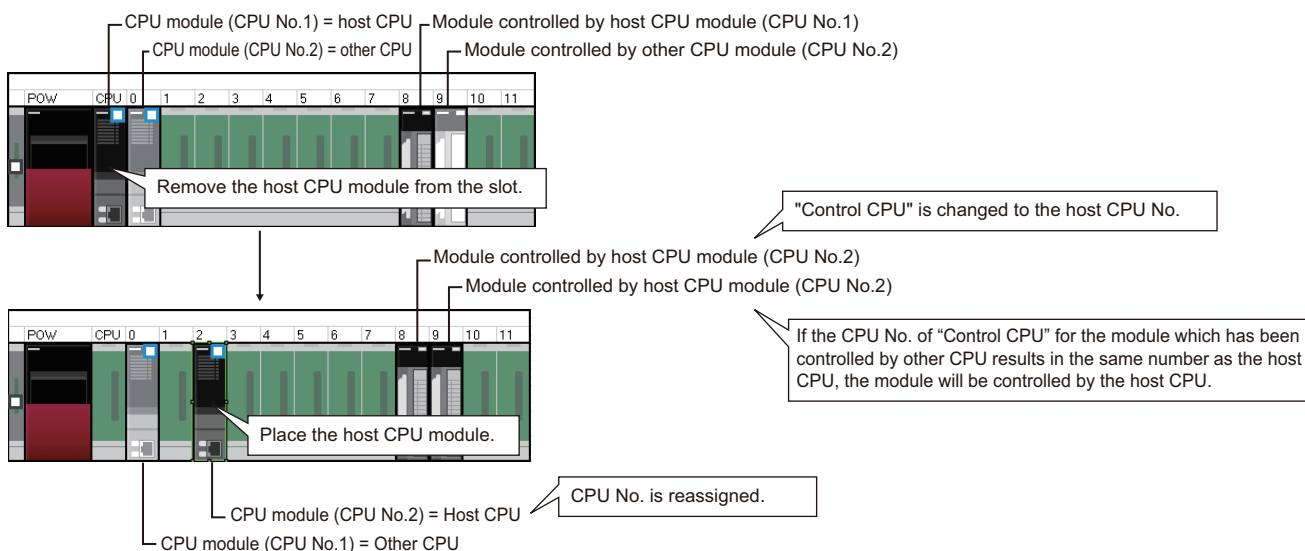 CPU module (CPU No.1) = host CPU
Module controlled by host CPU module (CPU No.1)
CPU module (CPU No.2) = other CPU
Module controlled by other CPU module (CPU No.2)
POW CPU 0 1 2 3 4 5 6 7 8 9 10 11
Remove the host CPU module from the slot.
"Control CPU" is changed to the host CPU No.
Module controlled by host CPU module (CPU No.2)
Module controlled by host CPU module (CPU No.2)
If the CPU No. of “Control CPU” for the module which has been
controlled by other CPU results in the same number as the host
CPU, the module will be controlled by the host CPU.
POW CPU 0 1 2 3 4 5 6 7 8 9 10 11
Place the host CPU module.
CPU No. is reassigned.
CPU module (CPU No.2) = Host CPU
CPU module (CPU No.1) = Other CPU